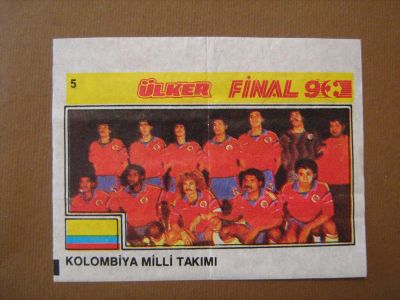 5
ÜLKER FİNAL 90
KOLOMBİYA MİLLİ TAKIMI